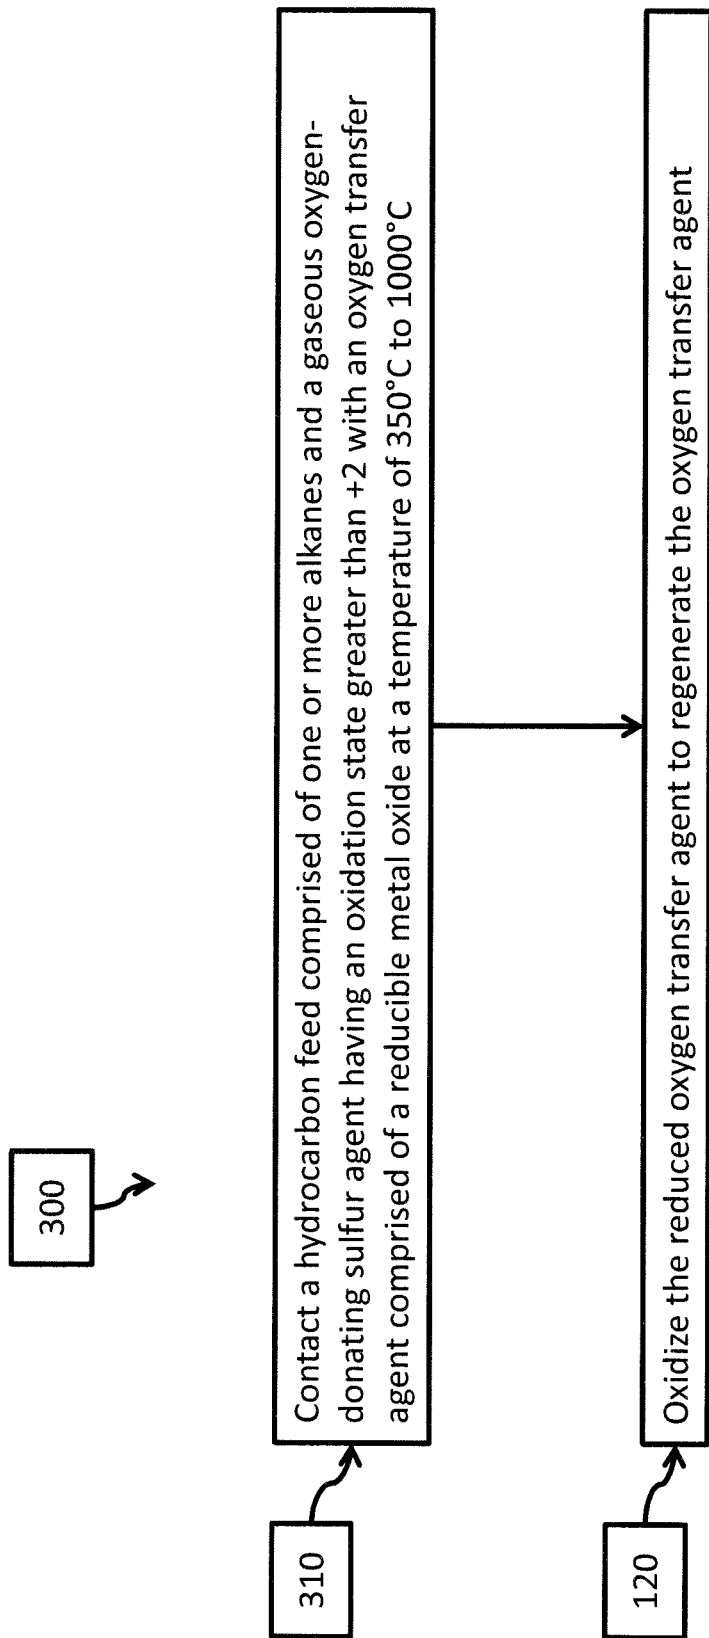 300
310
Contact a hydrocarbon feed comprised of one or more alkanes and a gaseous oxygen-
donating sulfur agent having an oxidation state greater than +2 with an oxygen transfer
agent comprised of a reducible metal oxide at a temperature of 350°C to 1000°C
120
Oxidize the reduced oxygen transfer agent to regenerate the oxygen transfer agent